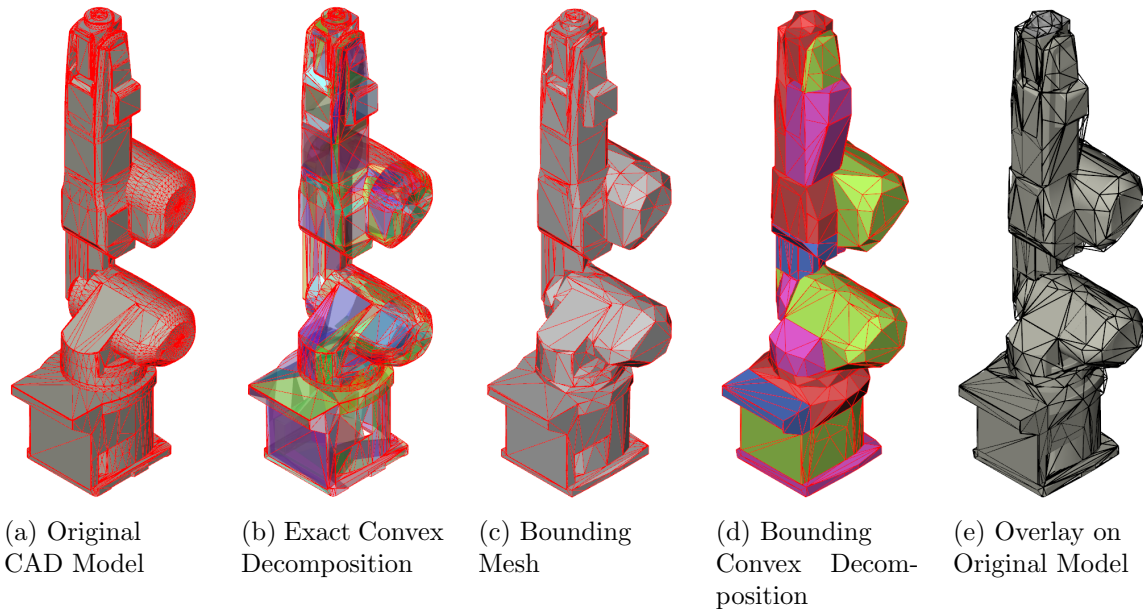 (a) Original
CAD Model
(b) Exact Convex
Decomposition
(c) Bounding
Mesh
(d) Bounding
Convex Decom-
position
(e) Overlay on
Original Model